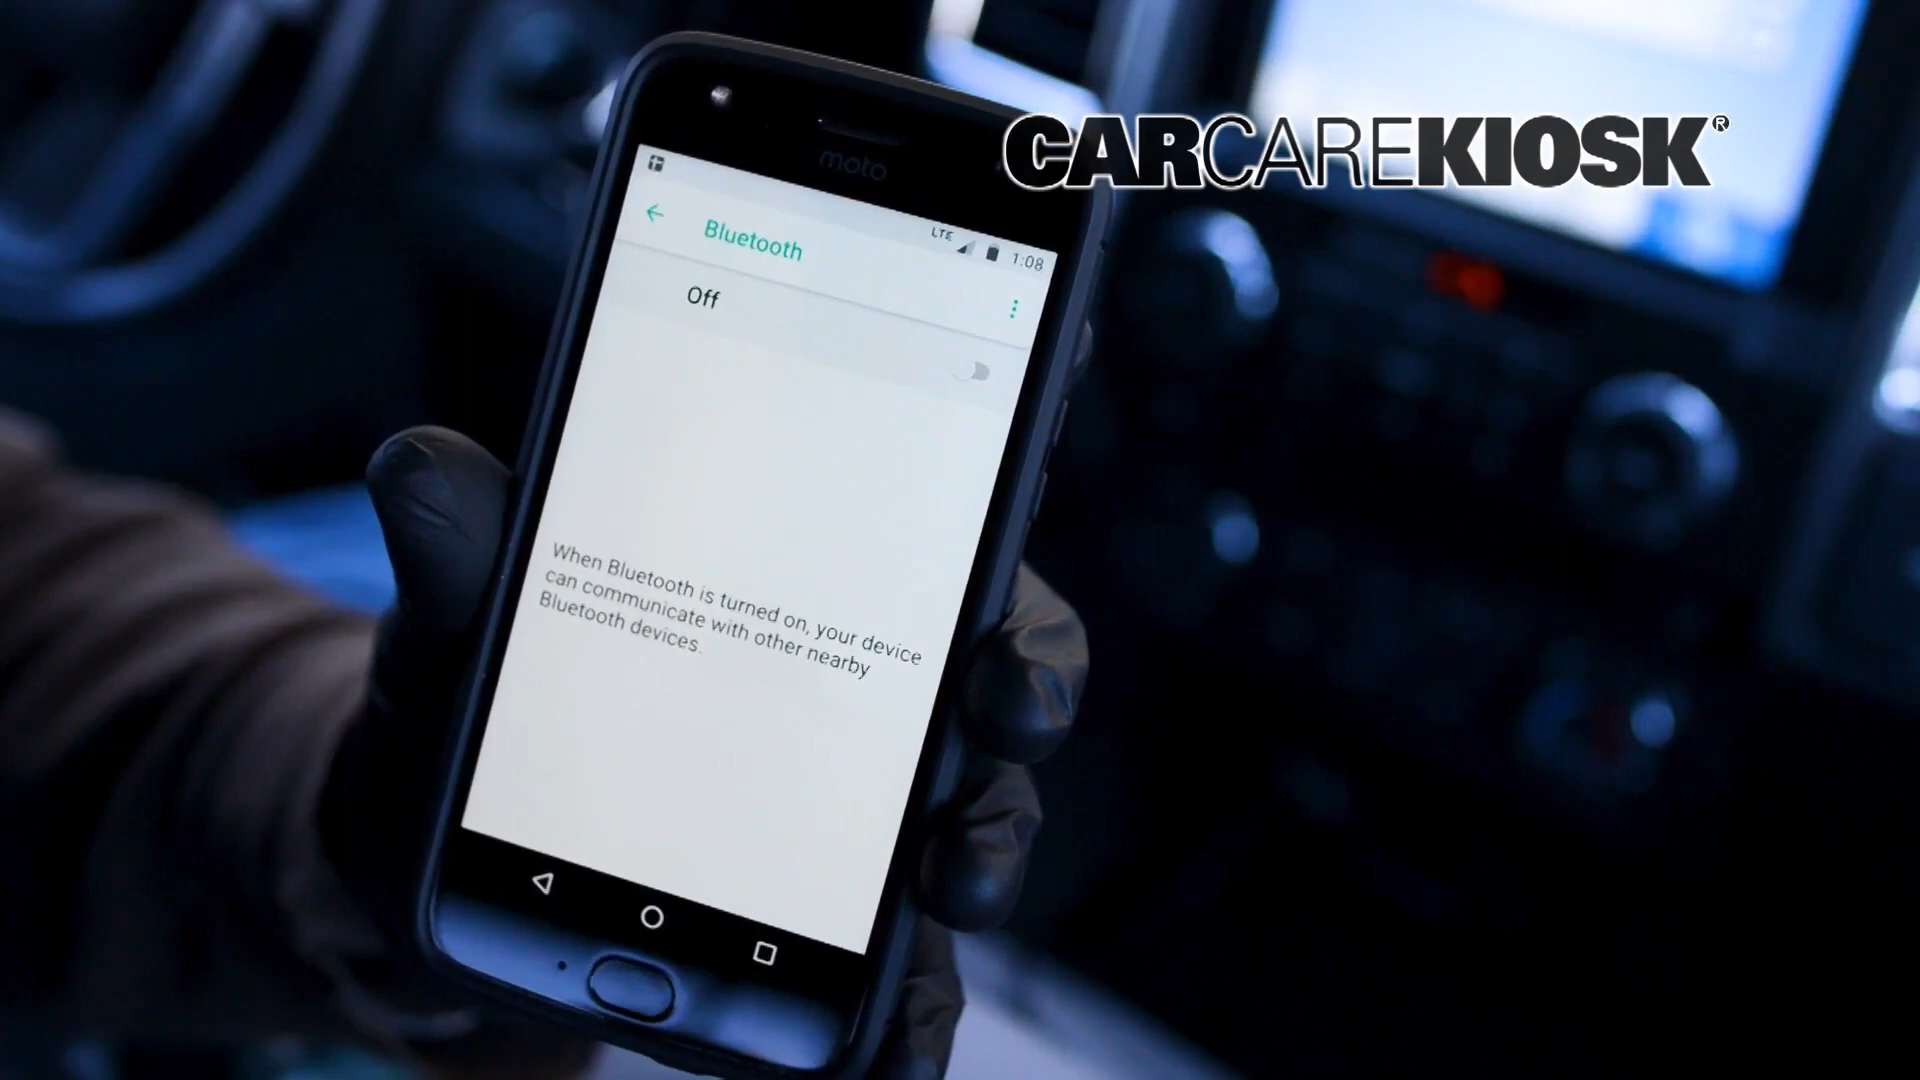 CARCAREKIOSK®
moto
LTE 1:08
Bluetooth
Off
When Bluetooth is turned on, your device
can communicate with other nearby
Bluetooth devices.